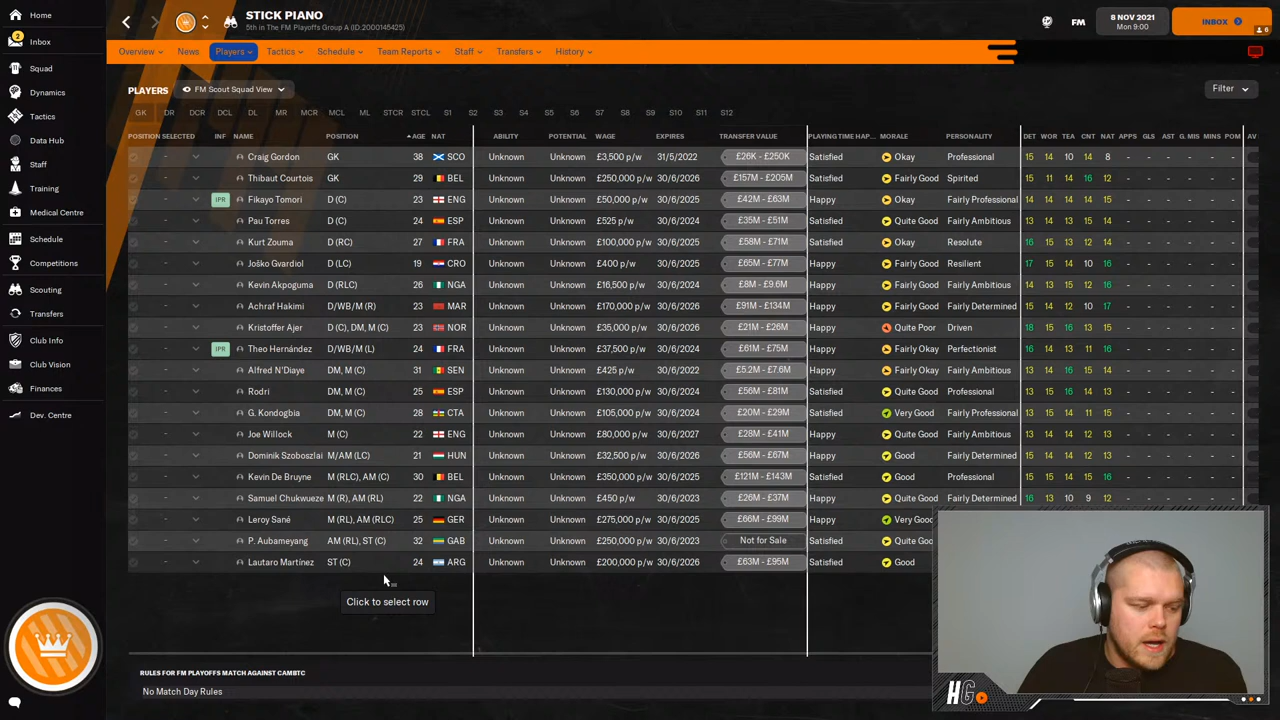 STICK PIANO
5th in The FM Playoffs Group A (ID:2000145425)
FM
8 NOV 2021
Mon 9:00
INBOX
6
Home
2
Inbox
Squad
Dynamics
Tactics
Data Hub
Staff
Training
Medical Centre
Schedule
Competitions
Scouting
Transfers
Club Info
Club Vision
Finances
Dev. Centre
Overview News Players Tactics Schedule Team Reports Staff Transfers History
PLAYERS FM Scout Squad View Filter
GK DR DCR DCL DL MR MCR MCL ML STCR STCL S1 S2 S3 S4 S5 S6 S7 S8 S9 S10 S11 S12
POSITION SELECTED INF NAME POSITION AGE NAT ABILITY POTENTIAL WAGE EXPIRES TRANSFER VALUE PLAYING TIME HAP... MORALE PERSONALITY DET WOR TEA CNT NAT APPS GLS AST G. MIS MINS POM AV
- Craig Gordon GK 38 SCO Unknown Unknown £3,500 p/w 31/5/2022 £26K - £250K Satisfied Okay Professional 15 14 10 14 8 - - - - - -
- Thibaut Courtois GK 29 BEL Unknown Unknown £250,000 p/w 30/6/2026 £157M - £205M Satisfied Fairly Good Spirited 15 11 14 16 12 - - - - - -
- IPR Fikayo Tomori D (C) 23 ENG Unknown Unknown £50,000 p/w 30/6/2025 £42M - £63M Happy Okay Fairly Professional 14 14 14 14 15 - - - - - -
- Pau Torres D (C) 24 ESP Unknown Unknown £525 p/w 30/6/2024 £35M - £51M Satisfied Quite Good Fairly Ambitious 13 14 13 15 14 - - - - - -
- Kurt Zouma D (RC) 27 FRA Unknown Unknown £100,000 p/w 30/6/2025 £58M - £71M Satisfied Okay Resolute 16 15 13 12 14 - - - - - -
- Joško Gvardiol D (LC) 19 CRO Unknown Unknown £400 p/w 30/6/2025 £65M - £77M Happy Fairly Good Resilient 17 15 14 10 16 - - - - - -
- Kevin Akpoguma D (RLC) 26 NGA Unknown Unknown £16,500 p/w 30/6/2025 £8M - £9.6M Happy Fairly Good Fairly Ambitious 14 15 13 12 16 - - - - - -
- Achraf Hakimi D/WB/M (R) 23 MAR Unknown Unknown £170,000 p/w 30/6/2026 £91M - £134M Happy Fairly Good Fairly Determined 15 14 12 10 17 - - - - - -
- Kristoffer Ajer D (C), DM, M (C) 23 NOR Unknown Unknown £35,000 p/w 30/6/2026 £21M - £26M Happy Quite Poor Driven 18 15 16 13 15 - - - - - -
- IPR Theo Hernández D/WB/M (L) 24 FRA Unknown Unknown £37,500 p/w 30/6/2024 £61M - £75M Happy Fairly Okay Perfectionist 16 14 13 11 16 - - - - - -
- Alfred N'Diaye DM, M (C) 31 SEN Unknown Unknown £425 p/w 30/6/2022 £5.2M - £7.6M Happy Fairly Okay Fairly Ambitious 13 14 16 15 14 - - - - - -
- Rodri DM, M (C) 25 ESP Unknown Unknown £130,000 p/w 30/6/2024 £56M - £81M Satisfied Quite Good Professional 13 14 16 14 12 - - - - - -
- G. Kondogbia DM, M (C) 28 CTA Unknown Unknown £105,000 p/w 30/6/2024 £20M - £29M Satisfied Very Good Fairly Professional 13 15 14 11 15 - - - - - -
- Joe Willock M (C) 22 ENG Unknown Unknown £80,000 p/w 30/6/2027 £28M - £41M Happy Quite Good Fairly Ambitious 13 14 14 12 13 - - - - - -
- Dominik Szoboszlai M/AM (LC) 21 HUN Unknown Unknown £32,500 p/w 30/6/2026 £56M - £67M Happy Good Fairly Determined 15 14 13 12 13 - - - - - -
- Kevin De Bruyne M (RLC), AM (C) 30 BEL Unknown Unknown £350,000 p/w 30/6/2025 £121M - £143M Satisfied Good Professional 15 14 15 15 16 - - - - - -
- Samuel Chukwueze M (R), AM (RL) 22 NGA Unknown Unknown £450 p/w 30/6/2023 £26M - £37M Happy Quite Good Fairly Determined 16 13 10 9 12 - - - - - -
- Leroy Sané M (RL), AM (RLC) 25 GER Unknown Unknown £275,000 p/w 30/6/2025 £66M - £99M Happy Very Good
- P. Aubameyang AM (RL), ST (C) 32 GAB Unknown Unknown £250,000 p/w 30/6/2023 Not for Sale Satisfied Quite Goo
- Lautaro Martínez ST (C) 24 ARG Unknown Unknown £200,000 p/w 30/6/2026 £63M - £95M Satisfied Good
Click to select row
RULES FOR FM PLAYOFFS MATCH AGAINST CAMBTC
No Match Day Rules
HG